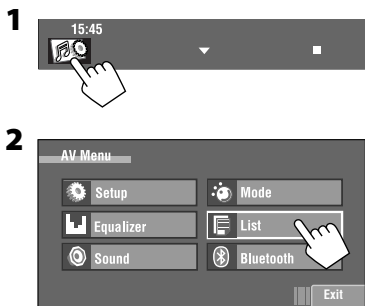 1
15:45
2
AV Menu
Setup
Mode
Equalizer
List
Sound
Bluetooth
Exit